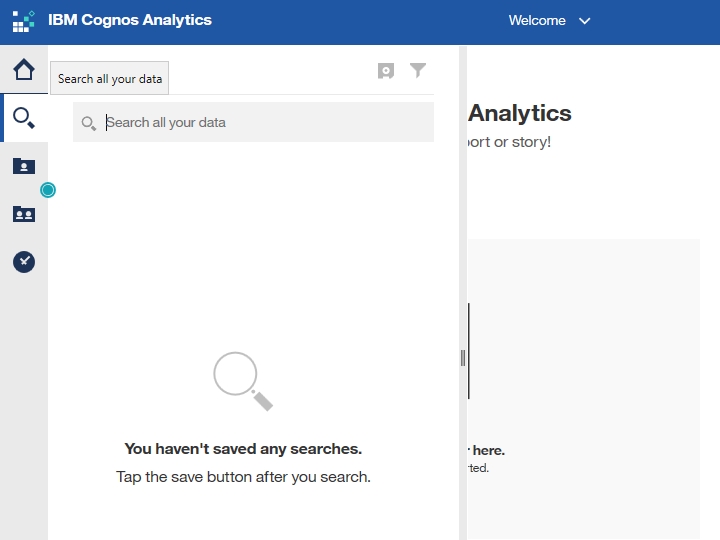 IBM Cognos Analytics
Welcome
Search all your data
Search all your data
Analytics
ort or story!
You haven't saved any searches.
Tap the save button after you search.
here.
rted.